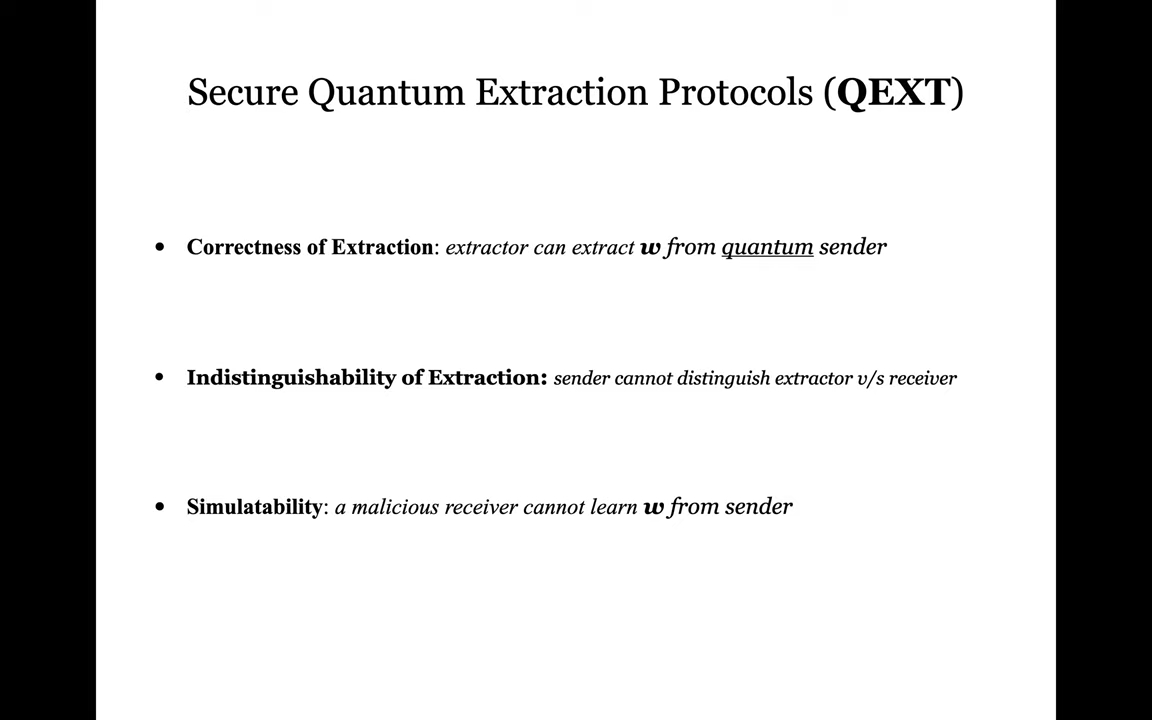 Secure Quantum Extraction Protocols (QEXT)
• Correctness of Extraction: extractor can extract w from quantum sender
• Indistinguishability of Extraction: sender cannot distinguish extractor v/s receiver
• Simulatability: a malicious receiver cannot learn w from sender